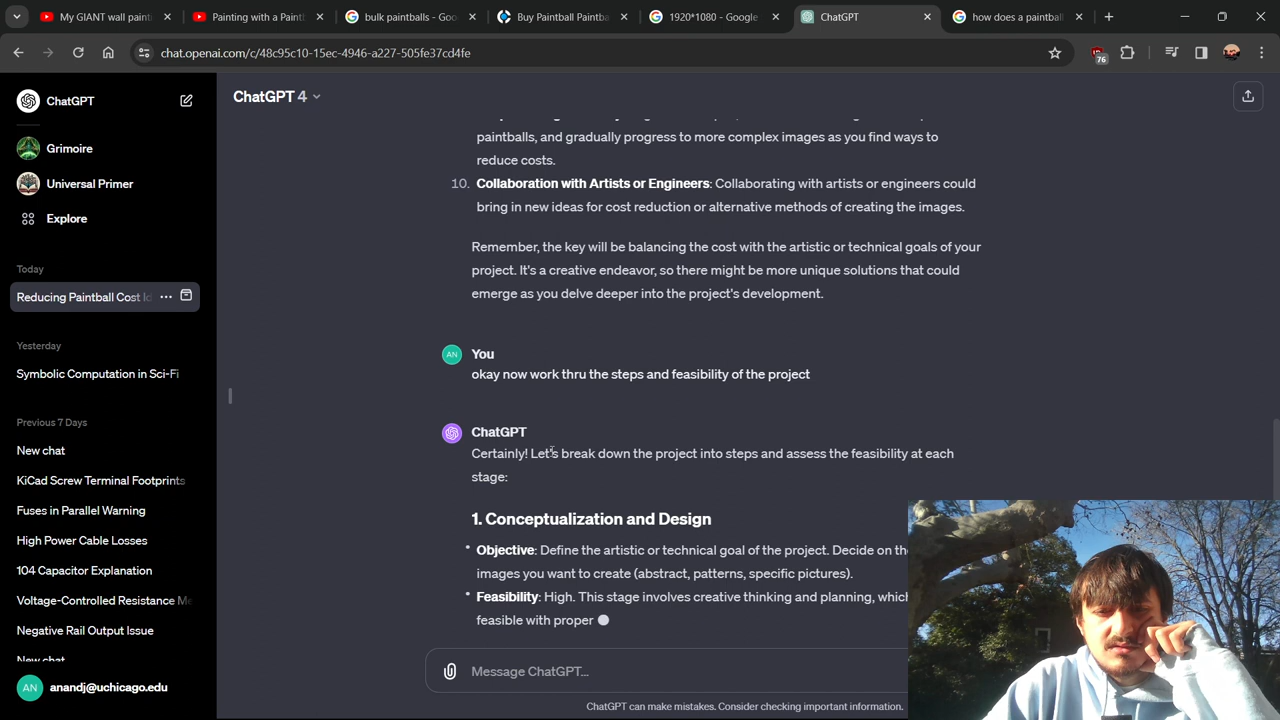 My GIANT wall paint
Painting with a Paintb
bulk paintballs - Goo
Buy Paintball Paintba
1920*1080 - Google
ChatGPT
how does a paintball
chat.openai.com/c/48c95c10-15ec-4946-a227-505fe37cd4fe
76
ChatGPT
Grimoire
Universal Primer
Explore
Today
Reducing Paintball Cost Id
Yesterday
Symbolic Computation in Sci-Fi
Previous 7 Days
New chat
KiCad Screw Terminal Footprints
Fuses in Parallel Warning
High Power Cable Losses
104 Capacitor Explanation
Voltage-Controlled Resistance Me
Negative Rail Output Issue
New chat
AN anandj@uchicago.edu
ChatGPT 4
paintballs, and gradually progress to more complex images as you find ways to
reduce costs.
10. Collaboration with Artists or Engineers: Collaborating with artists or engineers could
bring in new ideas for cost reduction or alternative methods of creating the images.
Remember, the key will be balancing the cost with the artistic or technical goals of your
project. It's a creative endeavor, so there might be more unique solutions that could
emerge as you delve deeper into the project's development.
AN You
okay now work thru the steps and feasibility of the project
ChatGPT
Certainly! Let's break down the project into steps and assess the feasibility at each
stage:
1. Conceptualization and Design
• Objective: Define the artistic or technical goal of the project. Decide on the
images you want to create (abstract, patterns, specific pictures).
• Feasibility: High. This stage involves creative thinking and planning, which
feasible with proper
Message ChatGPT...
ChatGPT can make mistakes. Consider checking important information.